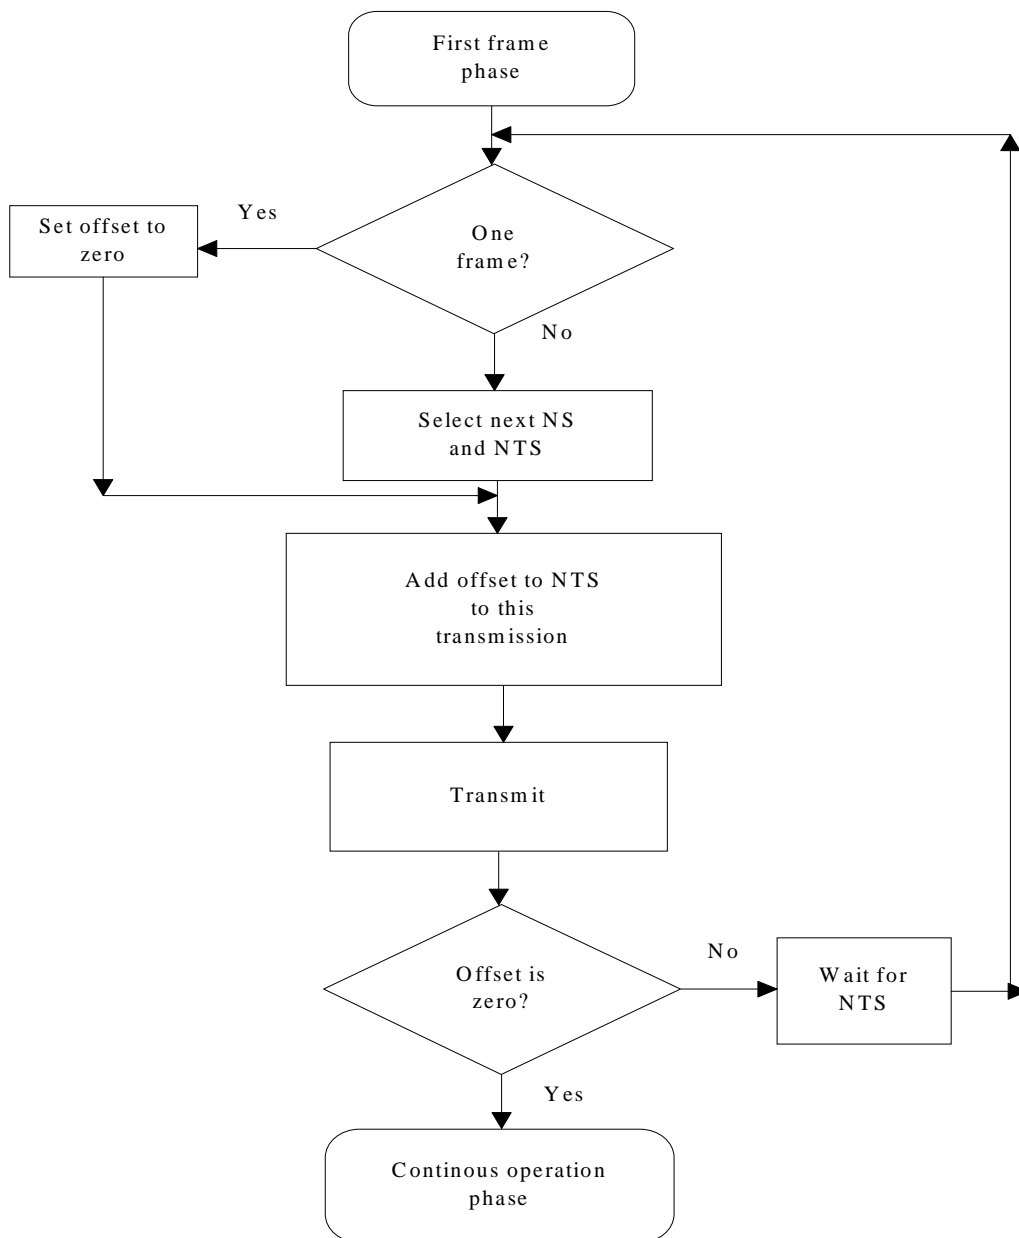 First frame
phase
Yes
Set offset to
zero
One
frame?
No
Select next NS
and NTS
Add offset to NTS
to this
transmission
Transmit
Offset is
zero?
No
Wait for
NTS
Yes
Continous operation
phase